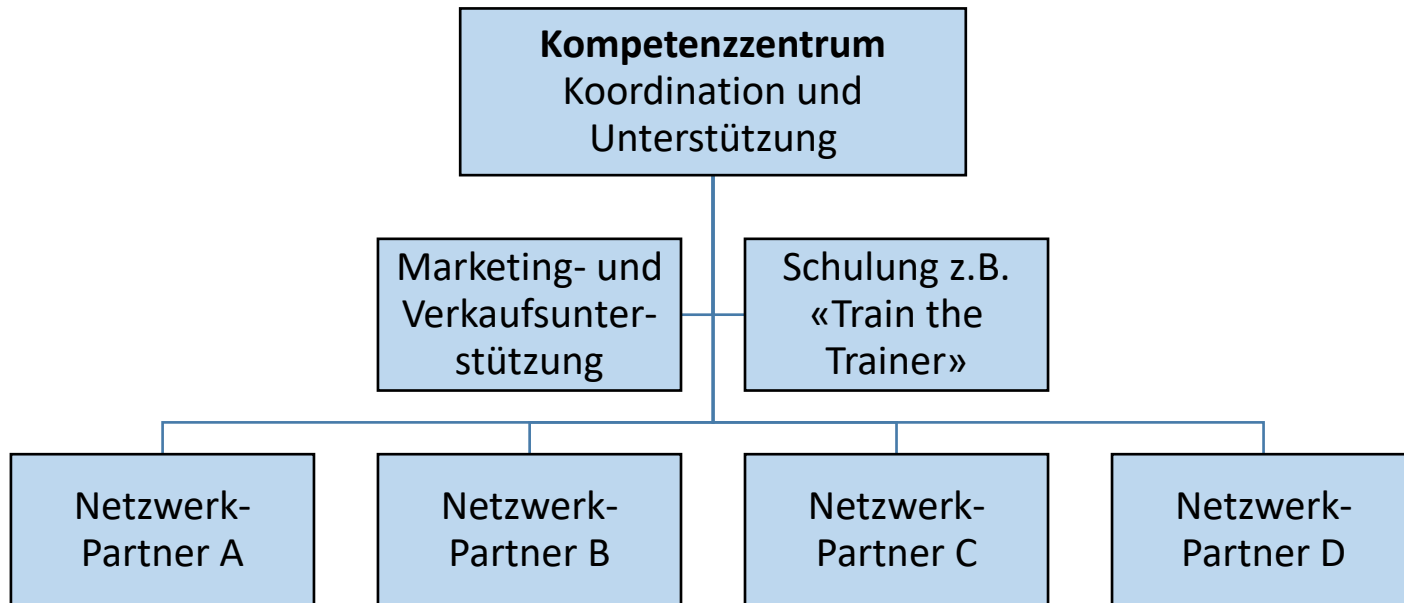 Kompetenzzentrum
Koordination und
Unterstützung
Marketing- und
Verkaufsunter-
stützung
Schulung z.B.
«Train the
Trainer»
Netzwerk-
Partner A
Netzwerk-
Partner B
Netzwerk-
Partner C
Netzwerk-
Partner D